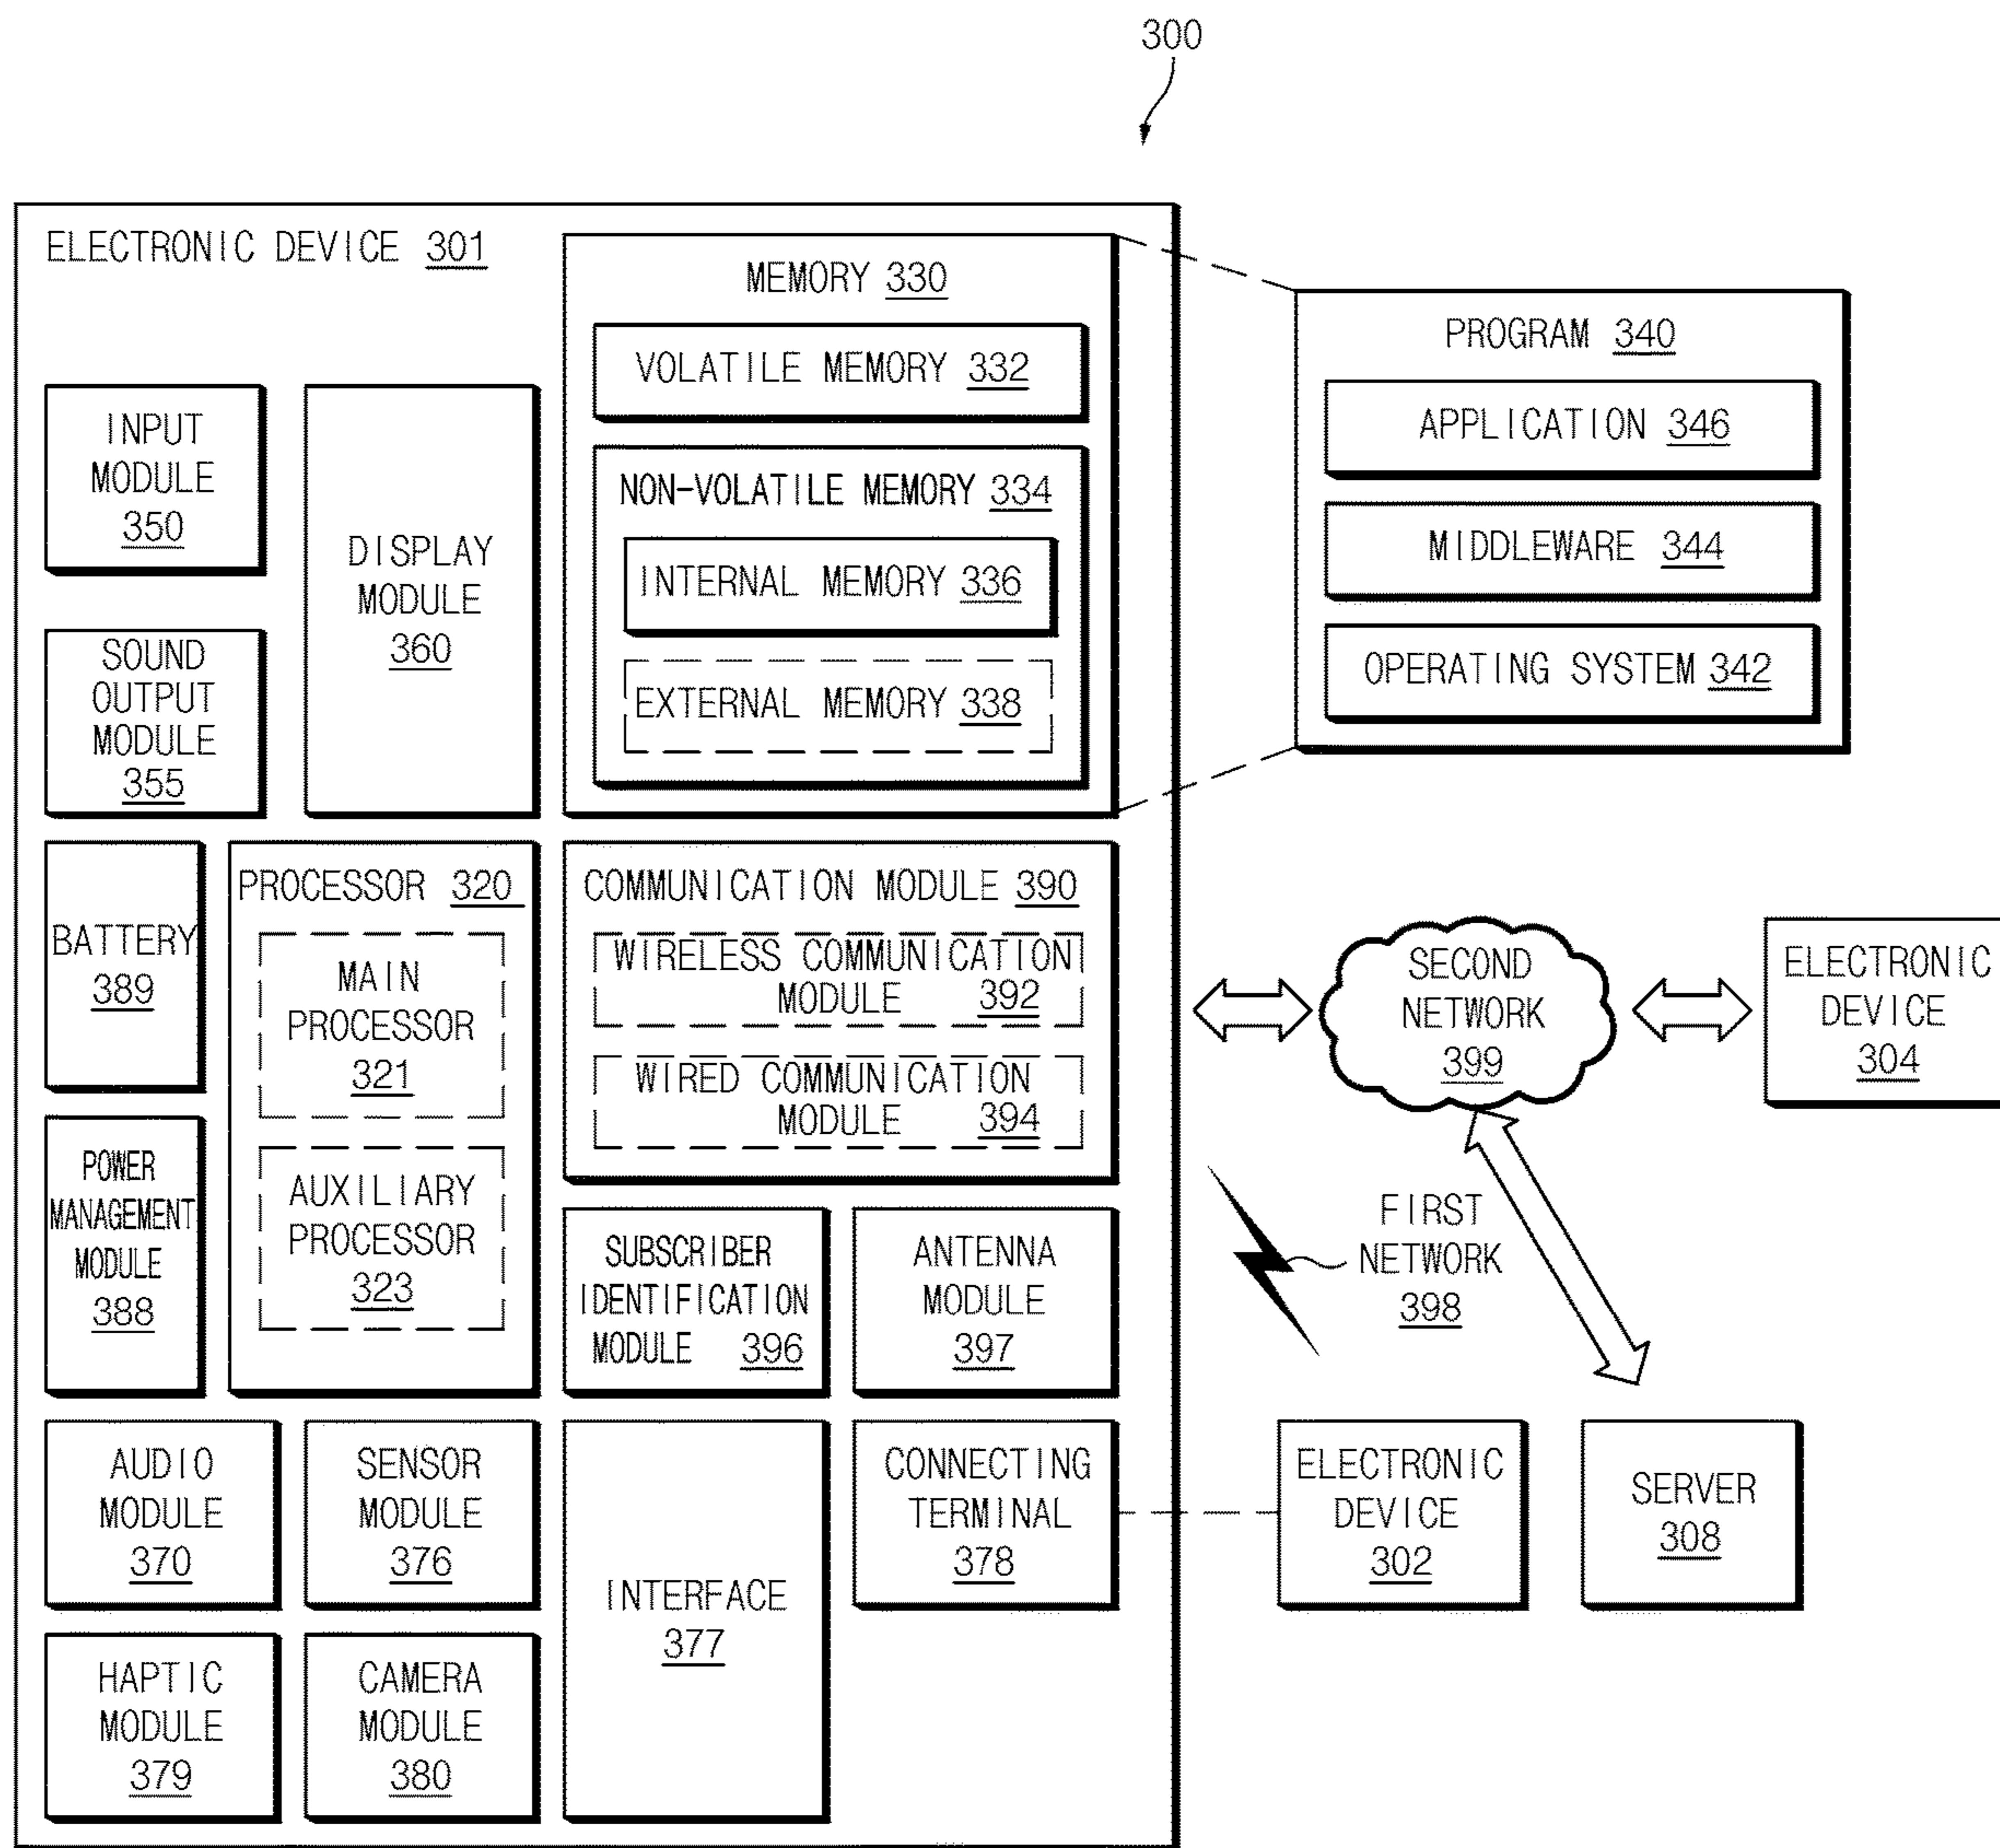 300
ELECTRONIC DEVICE 301
MEMORY 330
VOLATILE MEMORY 332
NON-VOLATILE MEMORY 334
INTERNAL MEMORY 336
EXTERNAL MEMORY 338
PROGRAM 340
APPLICATION 346
MIDDLEWARE 344
OPERATING SYSTEM 342
INPUT
MODULE
350
SOUND
OUTPUT
MODULE
355
DISPLAY
MODULE
360
BATTERY
389
POWER
MANAGEMENT
MODULE
388
PROCESSOR 320
MAIN
PROCESSOR
321
AUXILIARY
PROCESSOR
323
COMMUNICATION MODULE 390
WIRELESS COMMUNICATION
MODULE 392
WIRED COMMUNICATION
MODULE 394
SUBSCRIBER
IDENTIFICATION
MODULE 396
ANTENNA
MODULE
397
SECOND
NETWORK
399
ELECTRONIC
DEVICE
304
FIRST
NETWORK
398
AUDIO
MODULE
370
SENSOR
MODULE
376
INTERFACE
377
CONNECTING
TERMINAL
378
ELECTRONIC
DEVICE
302
SERVER
308
HAPTIC
MODULE
379
CAMERA
MODULE
380